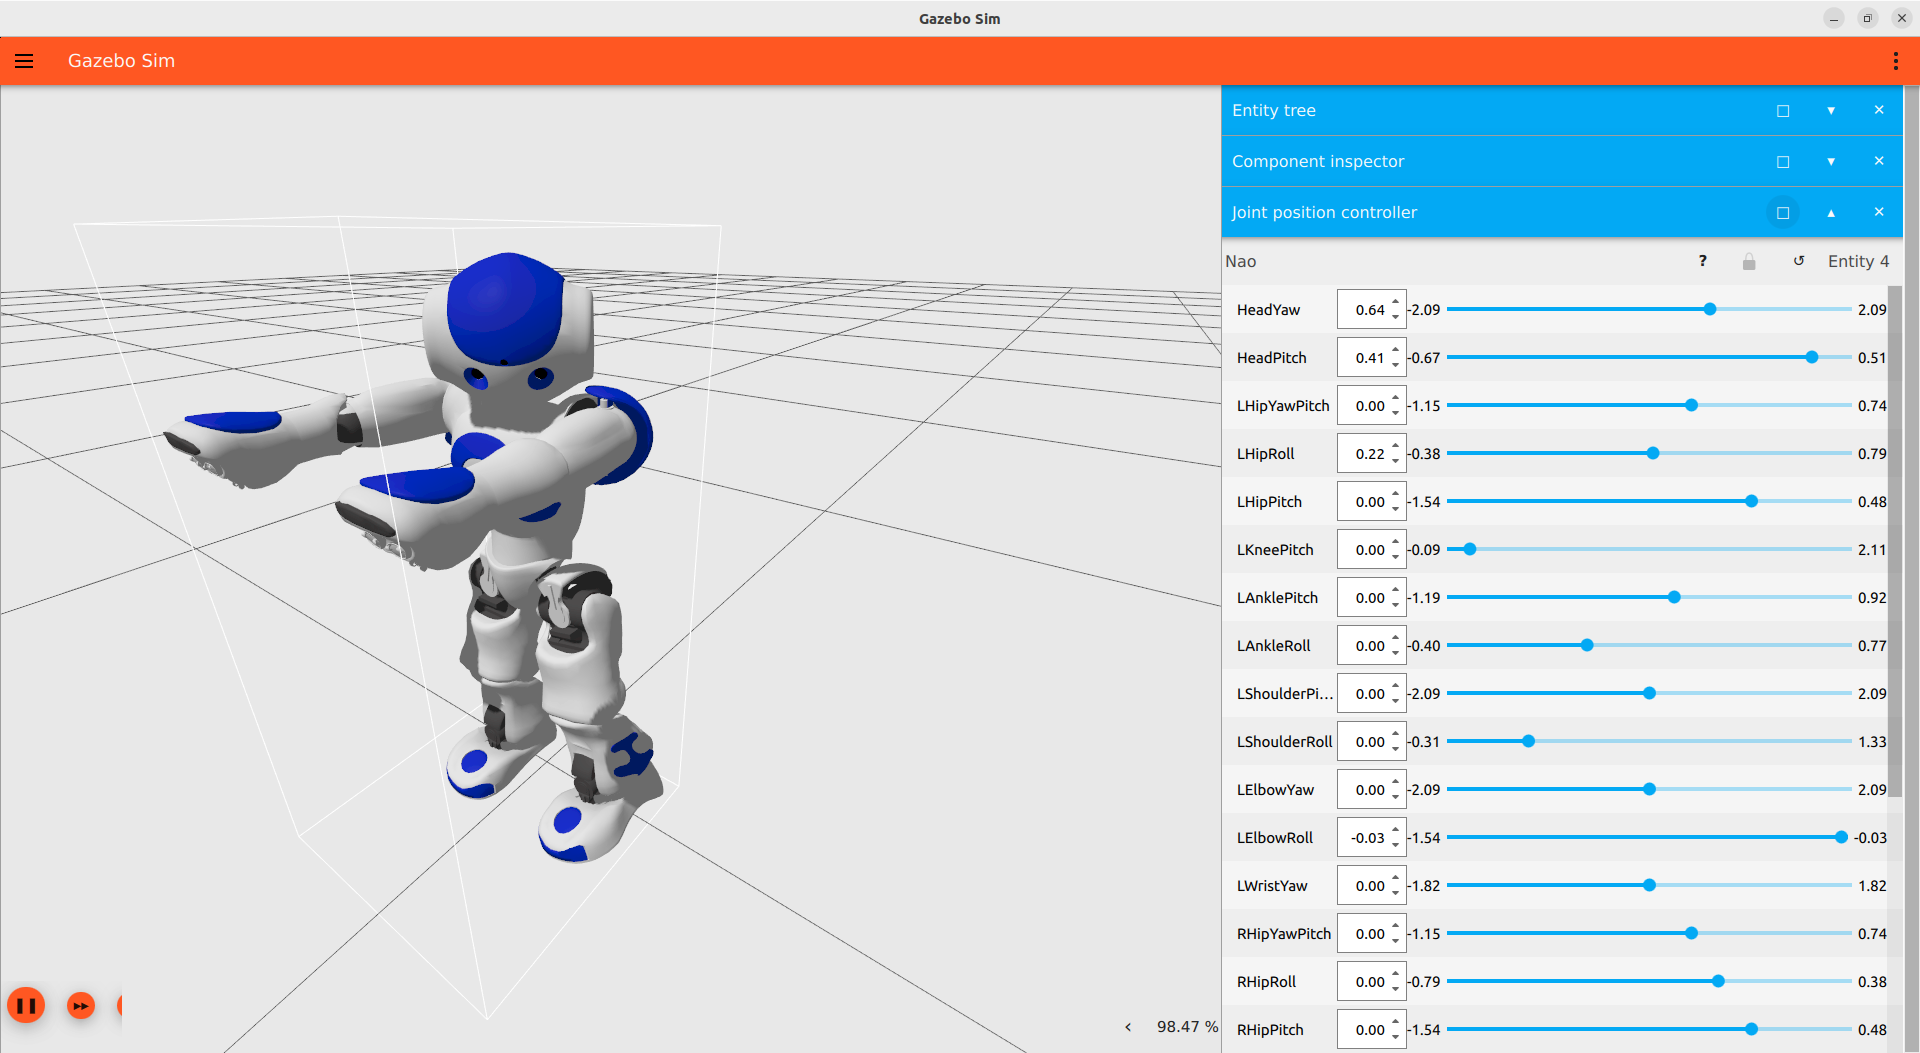 Gazebo Sim
Gazebo Sim
Entity tree
Component inspector
Joint position controller
Nao ? Entity 4
HeadYaw 0.64 -2.09 2.09
HeadPitch 0.41 -0.67 0.51
LHipYawPitch 0.00 -1.15 0.74
LHipRoll 0.22 -0.38 0.79
LHipPitch 0.00 -1.54 0.48
LKneePitch 0.00 -0.09 2.11
LAnklePitch 0.00 -1.19 0.92
LAnkleRoll 0.00 -0.40 0.77
LShoulderPi... 0.00 -2.09 2.09
LShoulderRoll 0.00 -0.31 1.33
LElbowYaw 0.00 -2.09 2.09
LElbowRoll -0.03 -1.54 -0.03
LWristYaw 0.00 -1.82 1.82
RHipYawPitch 0.00 -1.15 0.74
RHipRoll 0.00 -0.79 0.38
RHipPitch 0.00 -1.54 0.48
98.47 %